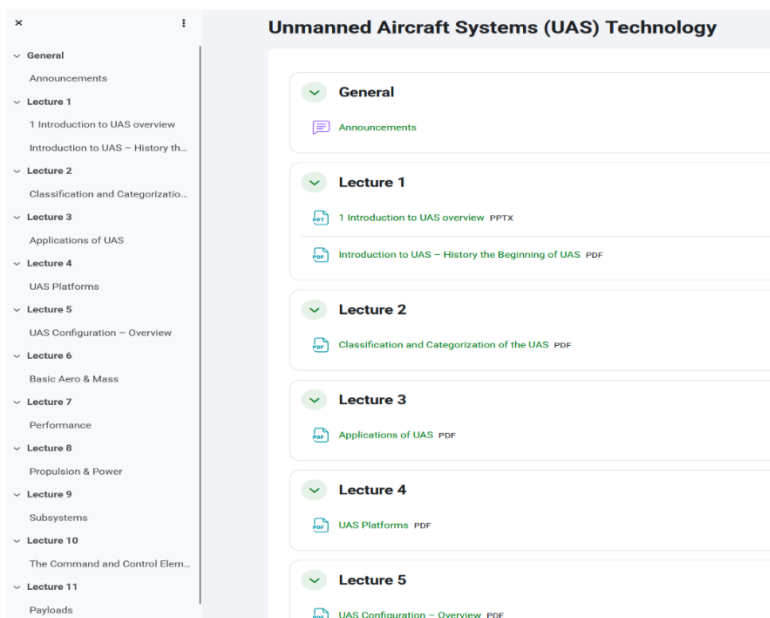 General
Announcements
Lecture 1
1 Introduction to UAS overview
Introduction to UAS – History th...
Lecture 2
Classification and Categorizatio...
Lecture 3
Applications of UAS
Lecture 4
UAS Platforms
Lecture 5
UAS Configuration – Overview
Lecture 6
Basic Aero & Mass
Lecture 7
Performance
Lecture 8
Propulsion & Power
Lecture 9
Subsystems
Lecture 10
The Command and Control Elem...
Lecture 11
Payloads
Unmanned Aircraft Systems (UAS) Technology
General
Announcements
Lecture 1
PPT 1 Introduction to UAS overview PPTX
PDF Introduction to UAS – History the Beginning of UAS PDF
Lecture 2
PDF Classification and Categorization of the UAS PDF
Lecture 3
PDF Applications of UAS PDF
Lecture 4
PDF UAS Platforms PDF
Lecture 5
PDF UAS Configuration – Overview PDF